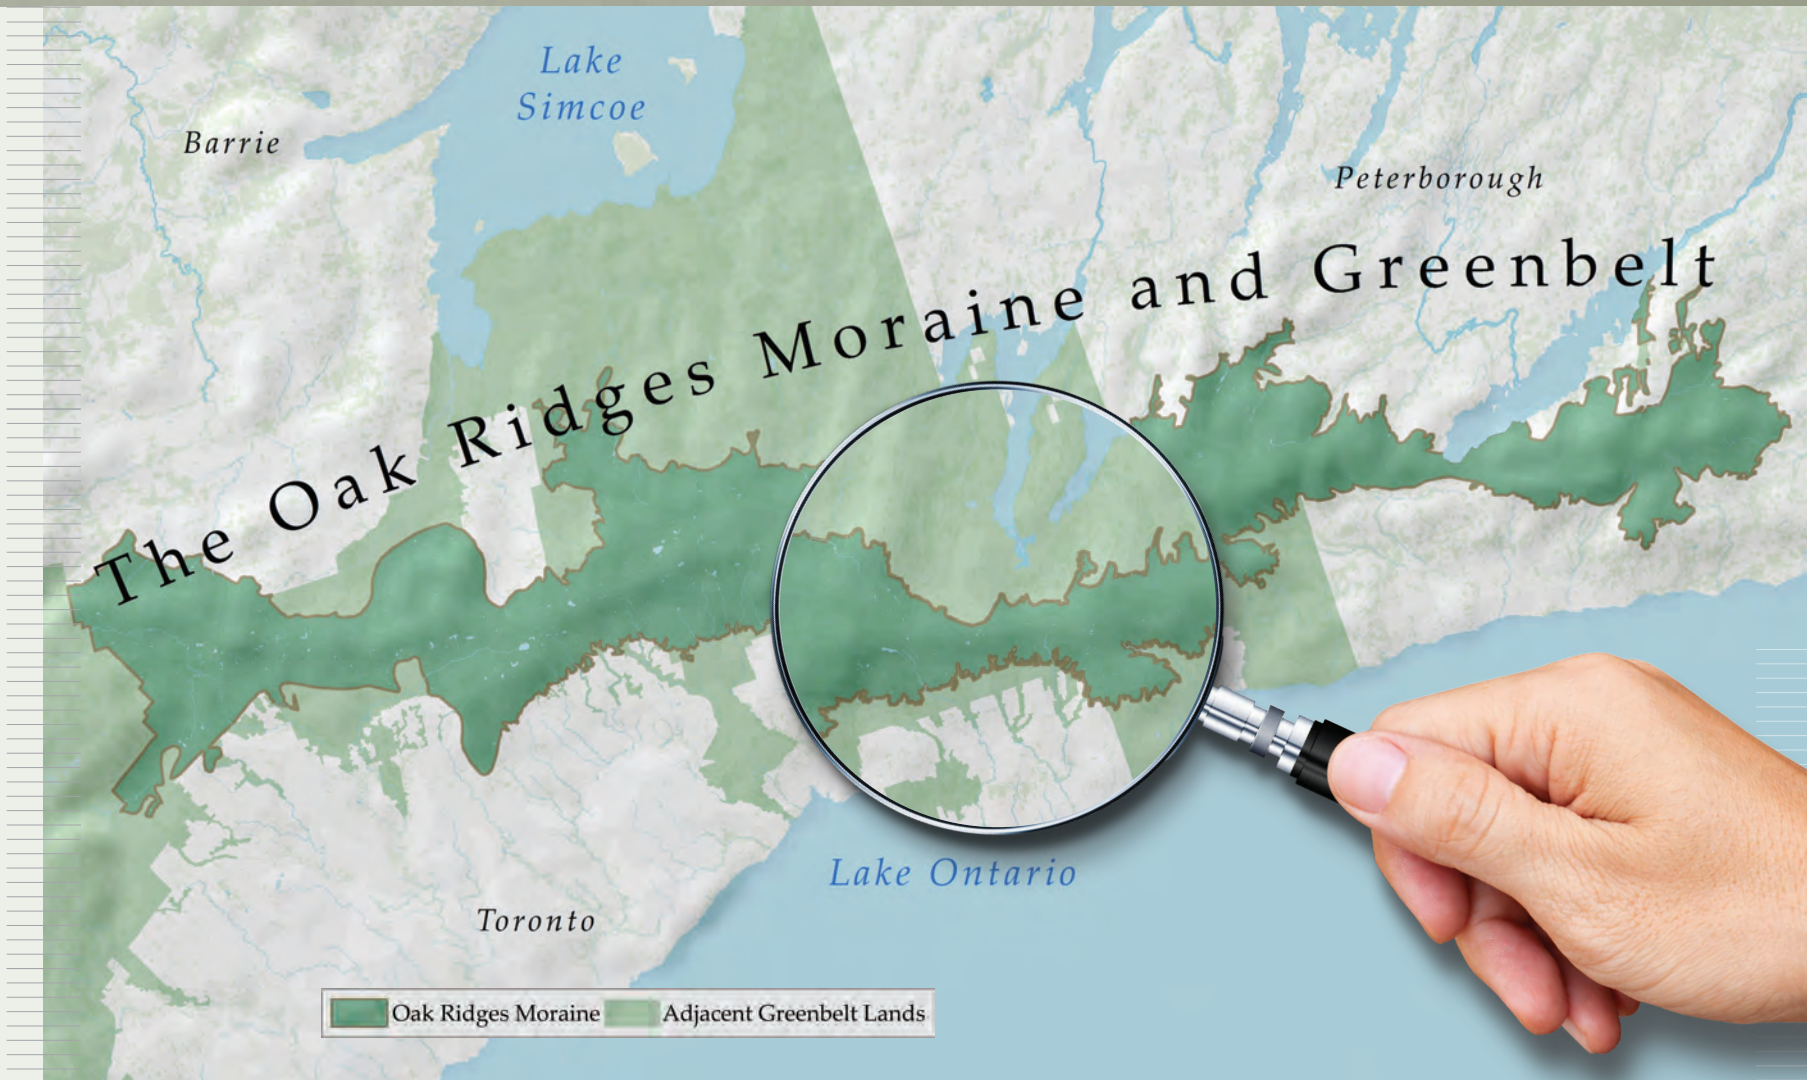 Lake
Simcoe
Barrie
Peterborough
The Oak Ridges Moraine and Greenbelt
Lake Ontario
Toronto
Oak Ridges Moraine
Adjacent Greenbelt Lands